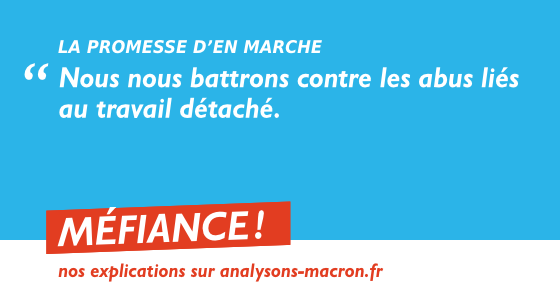 LA PROMESSE D’EN MARCHE
“ Nous nous battrons contre les abus liés
au travail détaché.
MÉFIANCE !
nos explications sur analysons-macron.fr